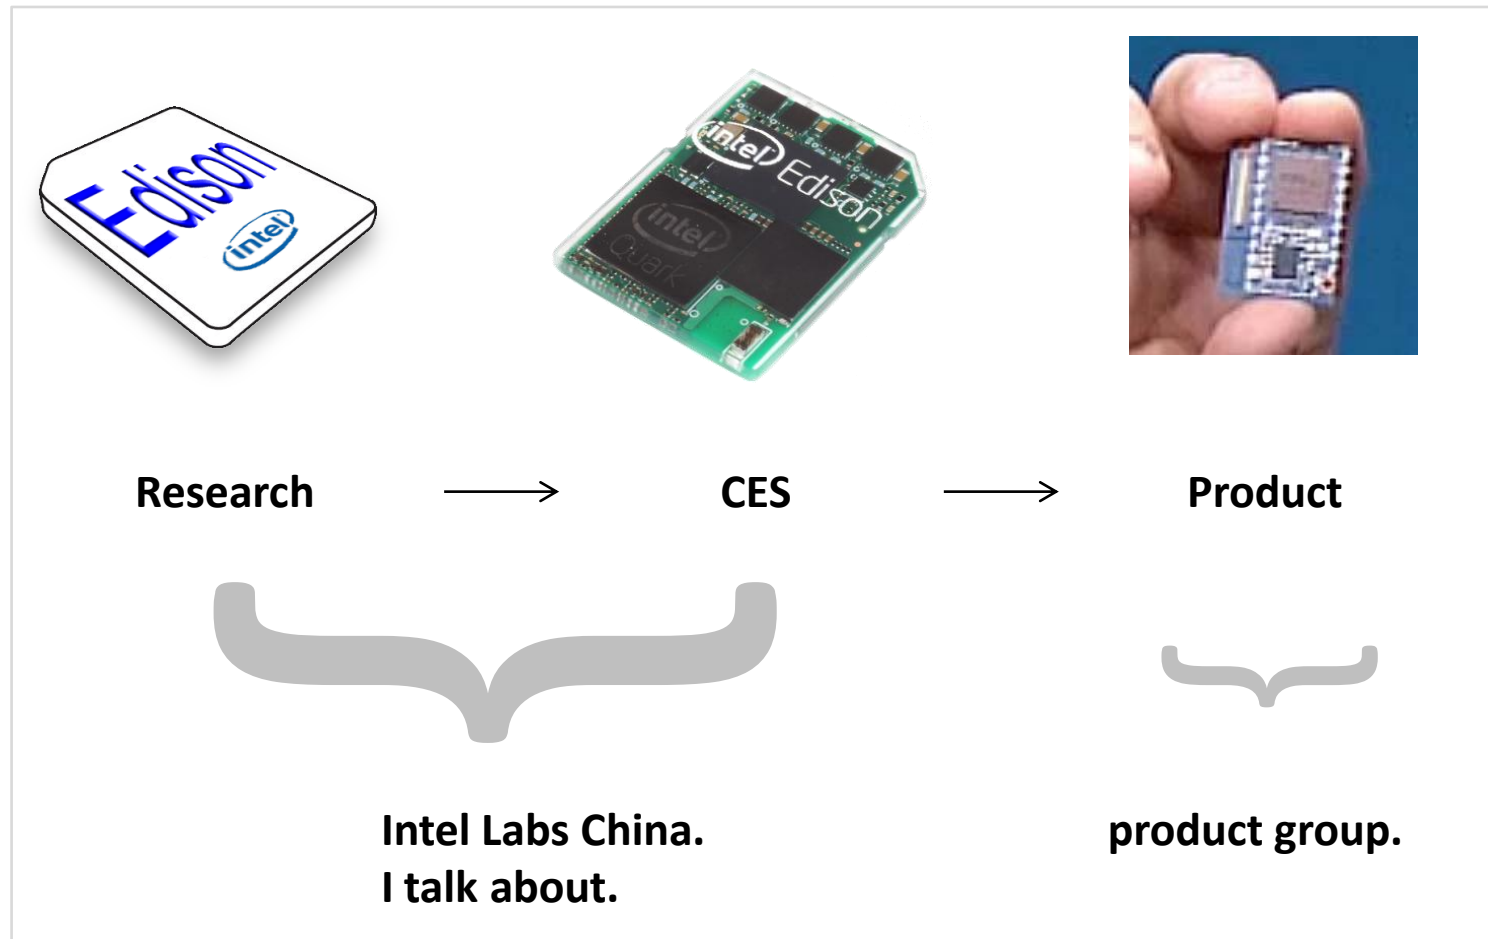 Edison
intel
intel
Edison
intel
Quark
Research
CES
Product
Intel Labs China.
I talk about.
product group.